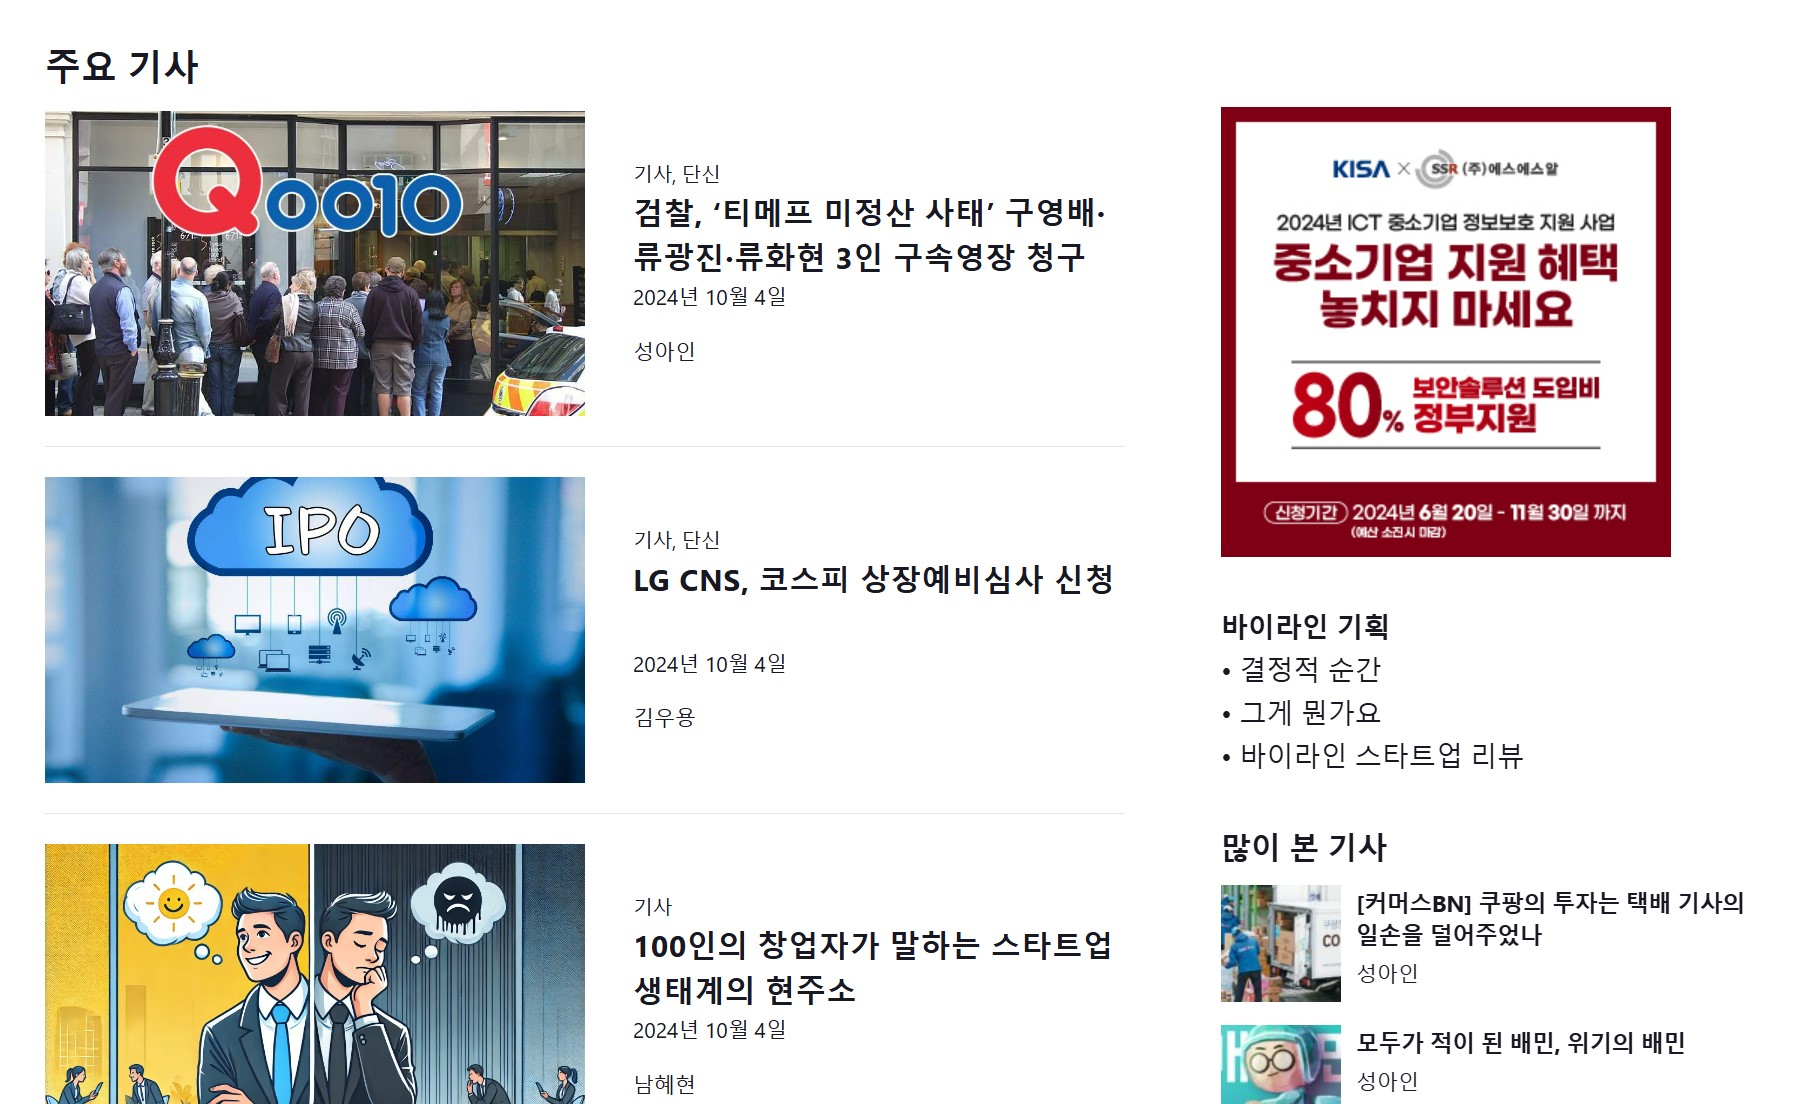 주요 기사
Qoo10
기사, 단신
검찰, ‘티메프 미정산 사태’ 구영배·
류광진·류화현 3인 구속영장 청구
2024년 10월 4일
성아인
IPO
기사, 단신
LG CNS, 코스피 상장예비심사 신청
2024년 10월 4일
김우용
기사
100인의 창업자가 말하는 스타트업
생태계의 현주소
2024년 10월 4일
남혜현
KISA × SSR (주)에스에스알
2024년 ICT 중소기업 정보보호 지원 사업
중소기업 지원 혜택
놓치지 마세요
80% 보안솔루션 도입비
정부지원
신청기간 2024년 6월 20일 - 11월 30일 까지
(예산 소진시 마감)
바이라인 기획
• 결정적 순간
• 그게 뭔가요
• 바이라인 스타트업 리뷰
많이 본 기사
CO
[커머스BN] 쿠팡의 투자는 택배 기사의
일손을 덜어주었나
성아인
모두가 적이 된 배민, 위기의 배민
성아인